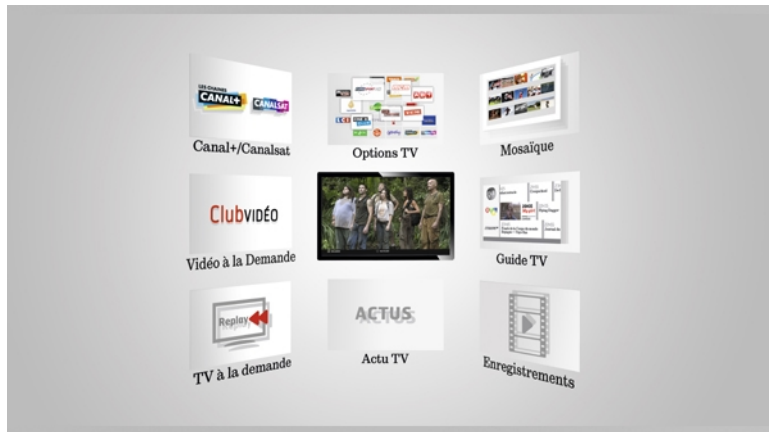 LES CHAINES
CANAL+
CANALSAT
Canal+/Canalsat
Options TV
Mosaïque
ClubVIDÉO
Vidéo à la Demande
Guide TV
Replay
TV à la demande
ACTUS
Actu TV
Enregistrements